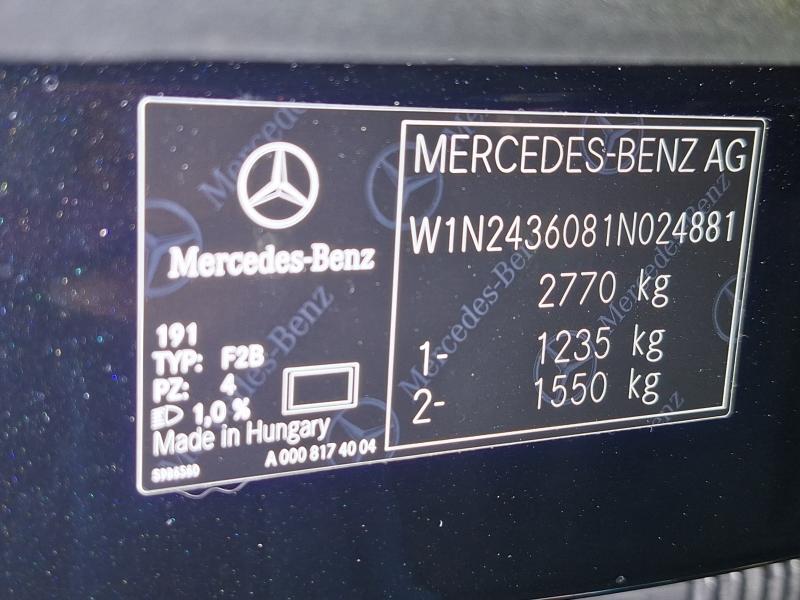 Mercedes-Benz
191
TYP: F2B
PZ: 4
1,0 %
Made in Hungary
A 000 817 40 04
MERCEDES-BENZ AG
W1N2436081N024881
2770 kg
1- 1235 kg
2- 1550 kg